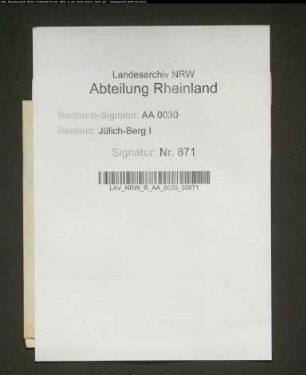 Landesarchiv NRW
Abteilung Rheinland
Bestands-Signatur: AA 0030
Bestand: Jülich-Berg I
Signatur: Nr. 871
LAV_NRW_R_AA_0030_00871